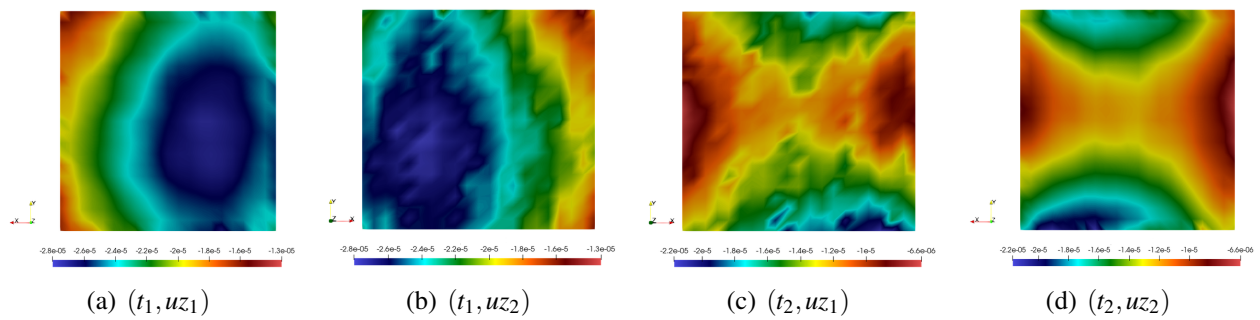 Y
X Z
Y
Z X
Y
Z X
Y
X Z
-2.8e-05 -2.6e-5 -2.4e-5 -2.2e-5 -2e-5 -1.8e-5 -1.6e-5 -1.3e-05
-2.8e-05 -2.6e-5 -2.4e-5 -2.2e-5 -2e-5 -1.8e-5 -1.6e-5 -1.3e-05
-2.2e-05 -2e-5 -1.8e-5 -1.6e-5 -1.4e-5 -1.2e-5 -1e-5 -6.6e-06
-2.2e-05 -2e-5 -1.8e-5 -1.6e-5 -1.4e-5 -1.2e-5 -1e-5 -6.6e-06
(a) (t₁, uz₁)
(b) (t₁, uz₂)
(c) (t₂, uz₁)
(d) (t₂, uz₂)